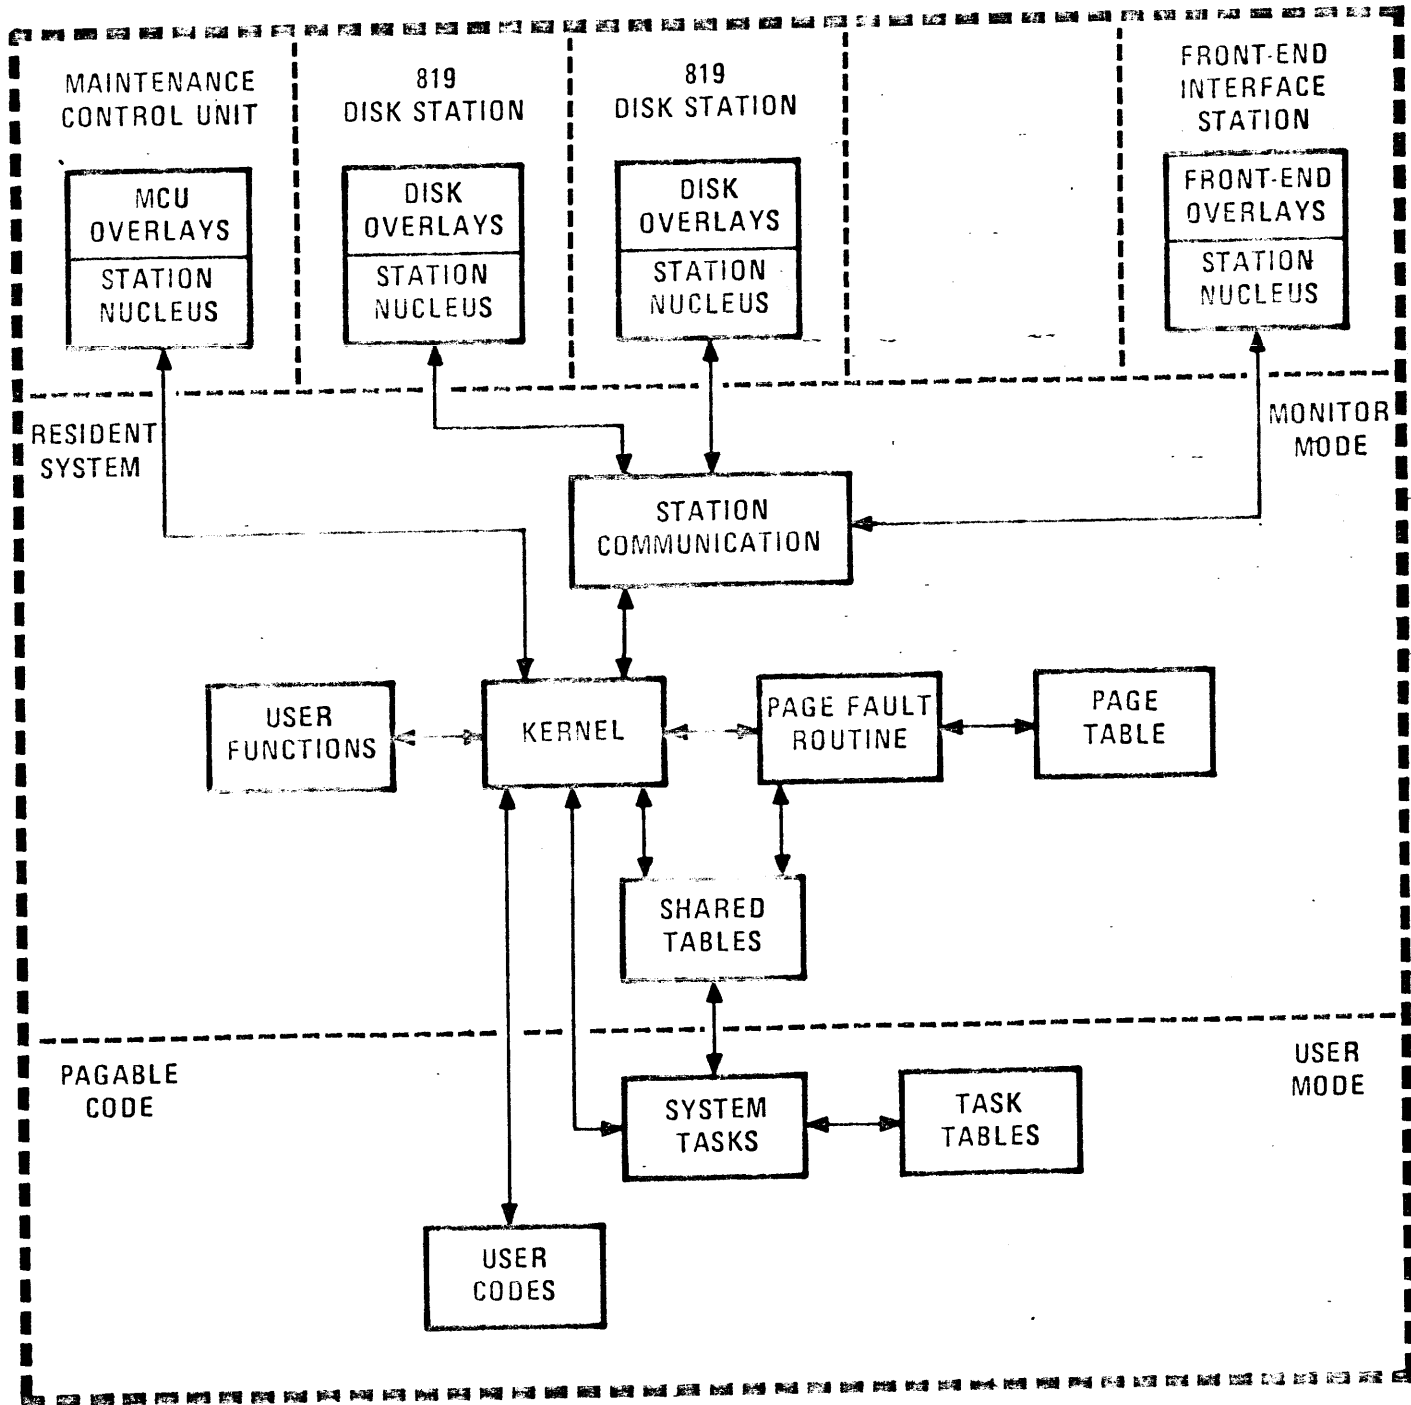 MAINTENANCE
CONTROL UNIT
819
DISK STATION
819
DISK STATION
FRONT-END
INTERFACE
STATION
MCU
OVERLAYS
STATION
NUCLEUS
DISK
OVERLAYS
STATION
NUCLEUS
DISK
OVERLAYS
STATION
NUCLEUS
FRONT-END
OVERLAYS
STATION
NUCLEUS
RESIDENT
SYSTEM
MONITOR
MODE
STATION
COMMUNICATION
USER
FUNCTIONS
KERNEL
PAGE FAULT
ROUTINE
PAGE
TABLE
SHARED
TABLES
PAGABLE
CODE
USER
MODE
SYSTEM
TASKS
TASK
TABLES
USER
CODES